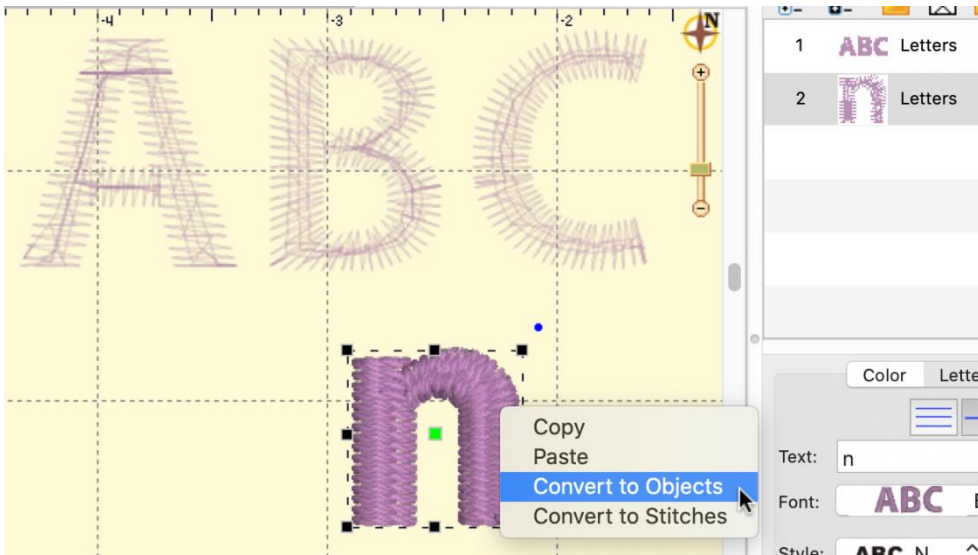 -4 -3 -2
N
ABC
1 ABC Letters
2 n Letters
n
Copy
Paste
Convert to Objects
Convert to Stitches
Color
Text: n
Font: ABC
Style: ABC N